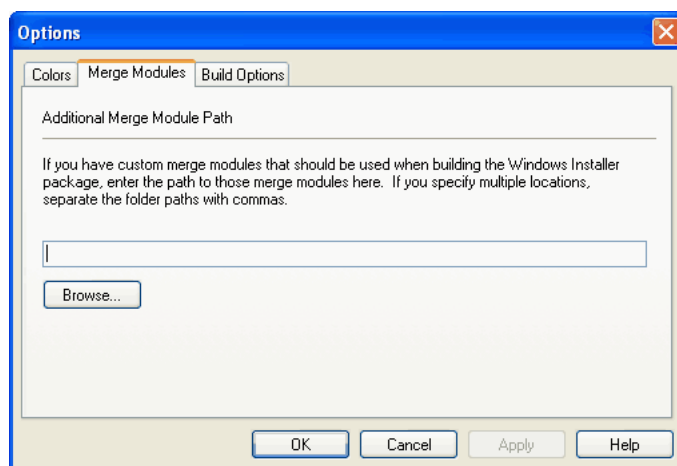 Options
Colors Merge Modules Build Options
Additional Merge Module Path
If you have custom merge modules that should be used when building the Windows Installer
package, enter the path to those merge modules here. If you specify multiple locations,
separate the folder paths with commas.
Browse...
OK Cancel Apply Help